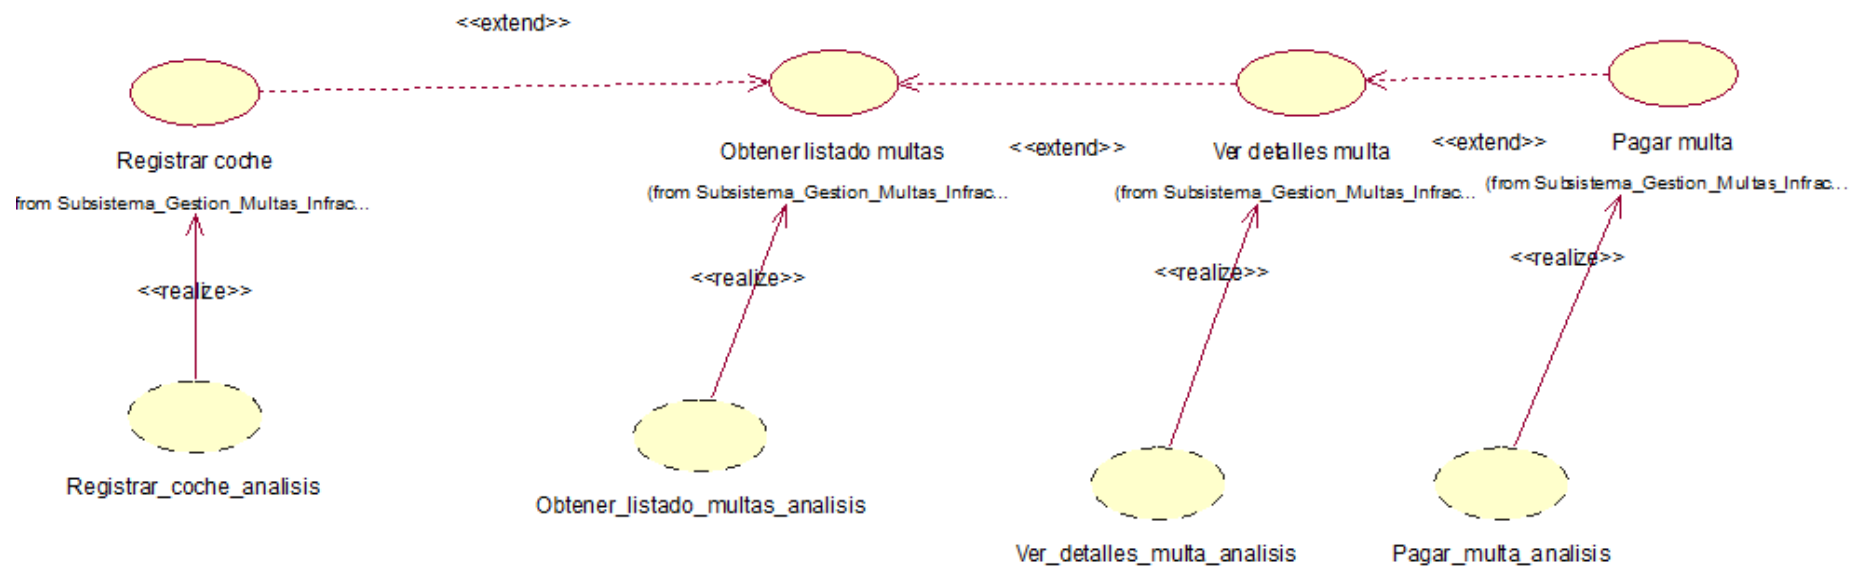 <<extend>>
Registrar coche
from Subsistema_Gestion_Multas_Infrac...
Obtener listado multas
(from Subsistema_Gestion_Multas_Infrac...
<<extend>>
Ver detalles multa
(from Subsistema_Gestion_Multas_Infrac...
<<extend>>
Pagar multa
(from Subsistema_Gestion_Multas_Infrac...
<<realize>>
<<realize>>
<<realize>>
<<realize>>
Registrar_coche_analisis
Obtener_listado_multas_analisis
Ver_detalles_multa_analisis
Pagar_multa_analisis